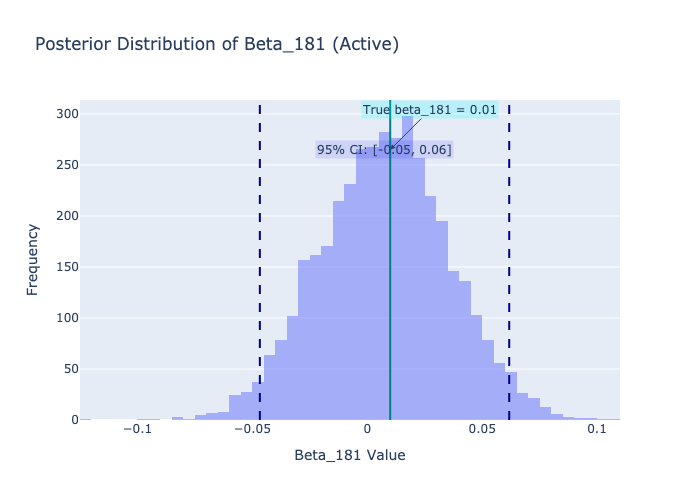 Posterior Distribution of Beta_181 (Active)
True beta_181 = 0.01
95% CI: [-0.05, 0.06]
300
250
200
150
100
50
0
Frequency
−0.1
−0.05
0
0.05
0.1
Beta_181 Value